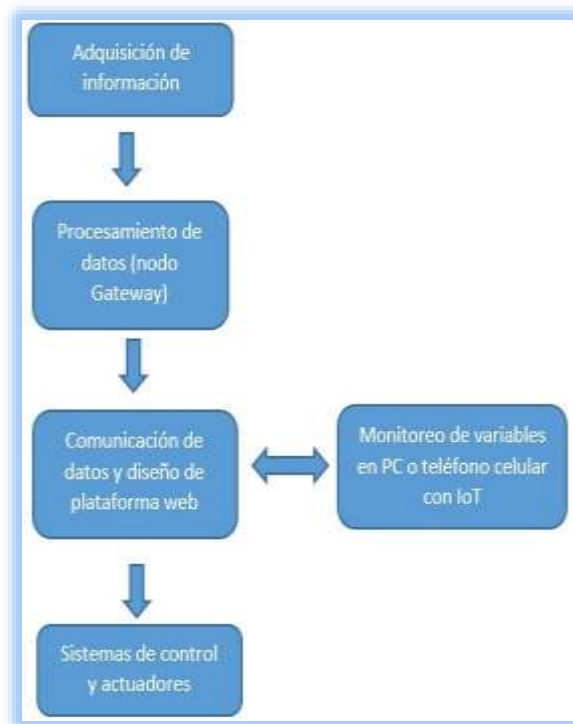 Adquisición de
información
Procesamiento de
datos (nodo
Gateway)
Comunicación de
datos y diseño de
plataforma web
Monitoreo de variables
en PC o teléfono celular
con IoT
Sistemas de control
y actuadores